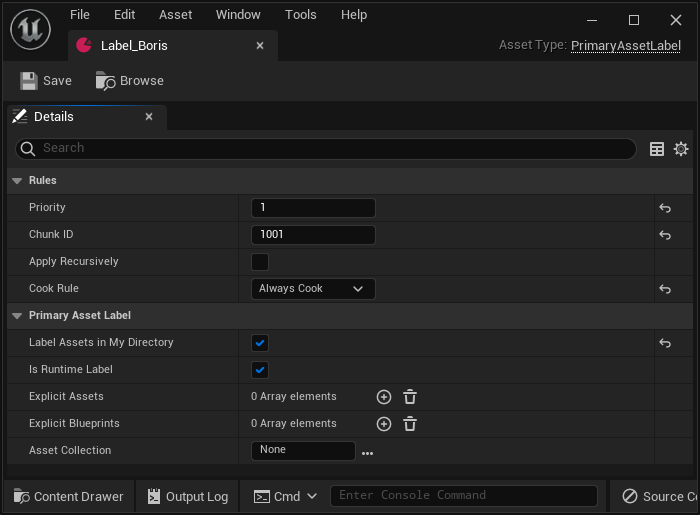 File Edit Asset Window Tools Help
Label_Boris
Asset Type: PrimaryAssetLabel
Save Browse
Details
Search
Rules
Priority 1
Chunk ID 1001
Apply Recursively
Cook Rule Always Cook
Primary Asset Label
Label Assets in My Directory
Is Runtime Label
Explicit Assets 0 Array elements
Explicit Blueprints 0 Array elements
Asset Collection None
Content Drawer Output Log Cmd Enter Console Command Source C